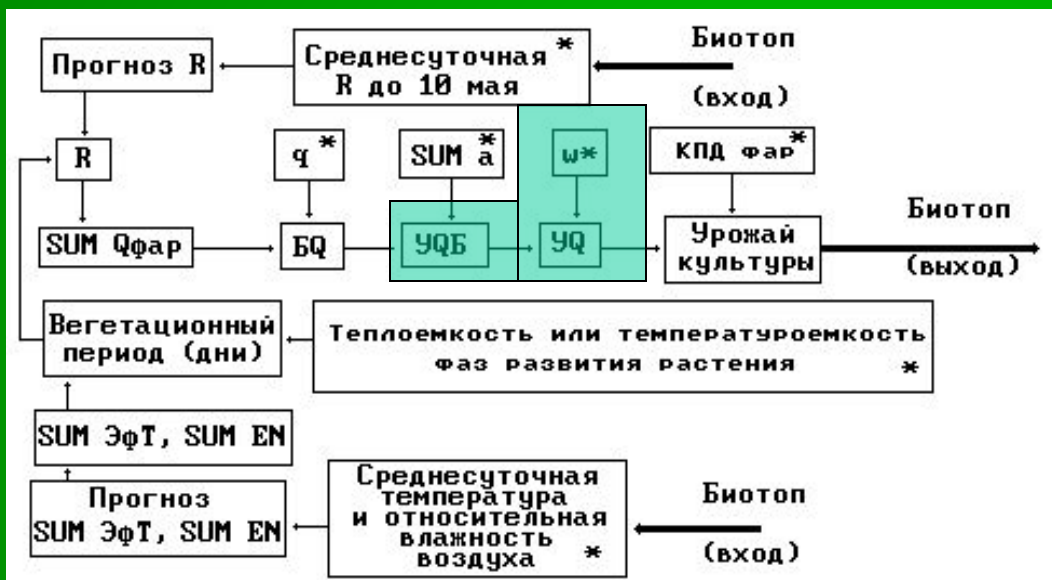 Прогноз R
Среднесуточная *
R до 10 мая
Биотоп
(вход)
R
q *
SUM a *
w*
КПД фар *
SUM Qфар
БQ
УQБ
УQ
Урожай
культуры
Биотоп
(выход)
Вегетационный
период (дни)
Теплоемкость или температуроемкость
фаз развития растения *
SUM ЭфТ, SUM EN
Прогноз
SUM ЭфТ, SUM EN
Среднесуточная
температура
и относительная
влажность
воздуха *
Биотоп
(вход)